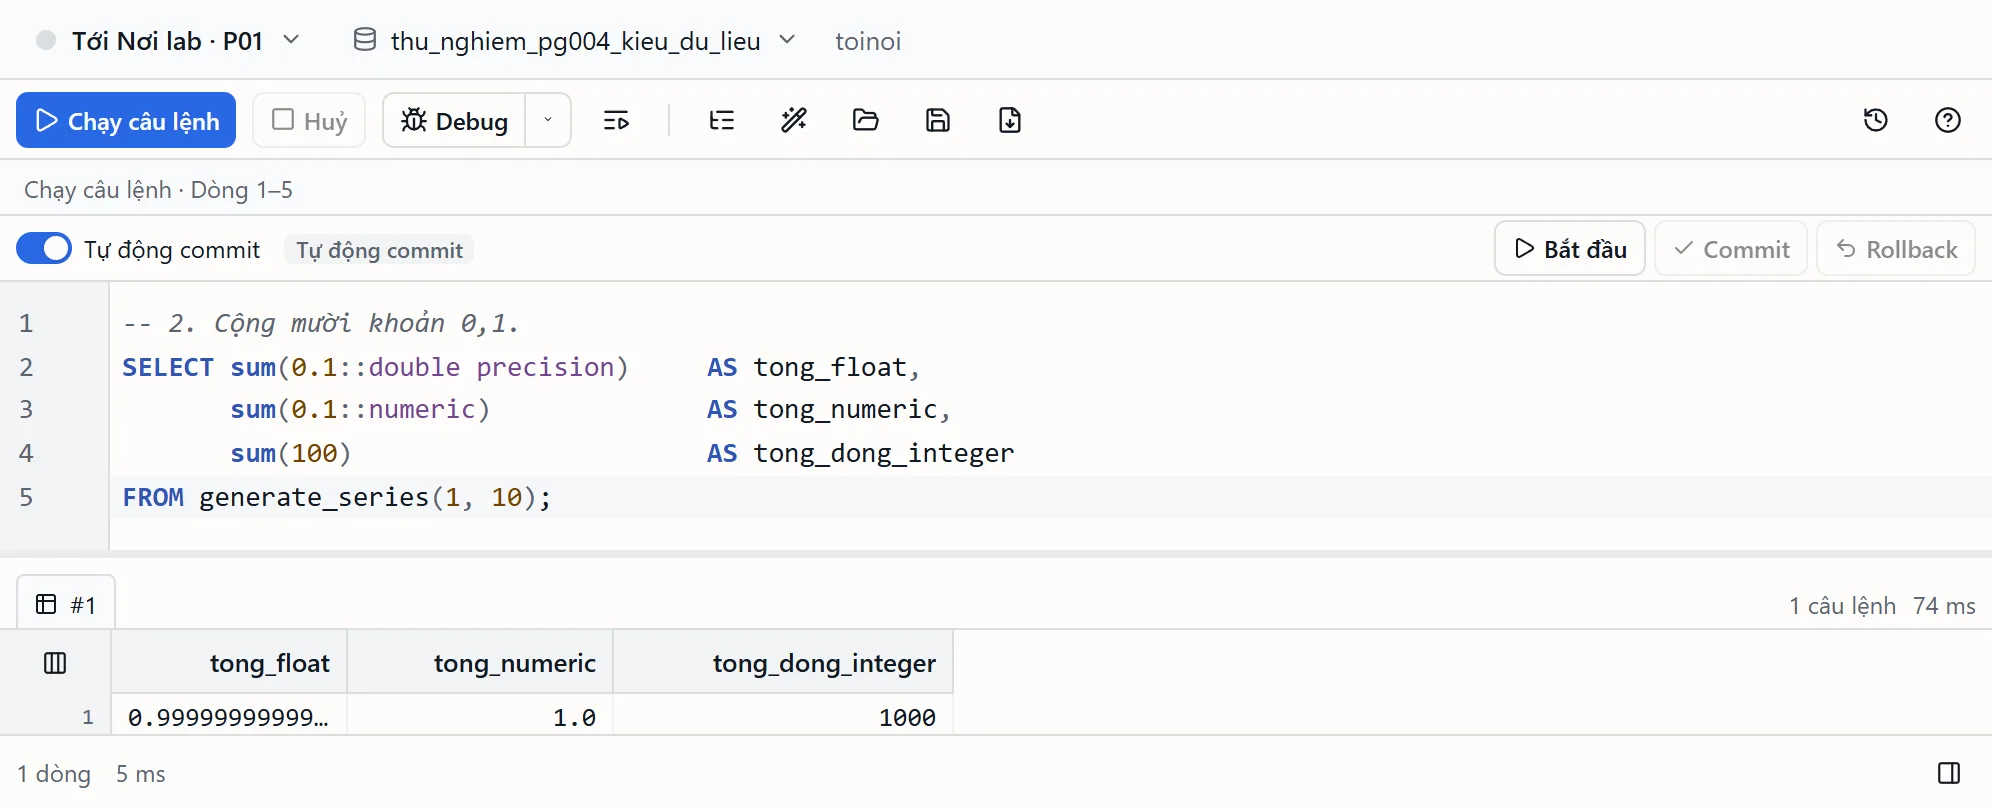 Tới Nơi lab · P01 thu_nghiem_pg004_kieu_du_lieu toinoi
Chạy câu lệnh Huỷ Debug
Chạy câu lệnh · Dòng 1–5
Tự động commit Tự động commit Bắt đầu Commit Rollback
1 -- 2. Cộng mười khoản 0,1.
2 SELECT sum(0.1::double precision) AS tong_float,
3 sum(0.1::numeric) AS tong_numeric,
4 sum(100) AS tong_dong_integer
5 FROM generate_series(1, 10);
#1 1 câu lệnh 74 ms
tong_float tong_numeric tong_dong_integer
1 0.99999999999… 1.0 1000
1 dòng 5 ms